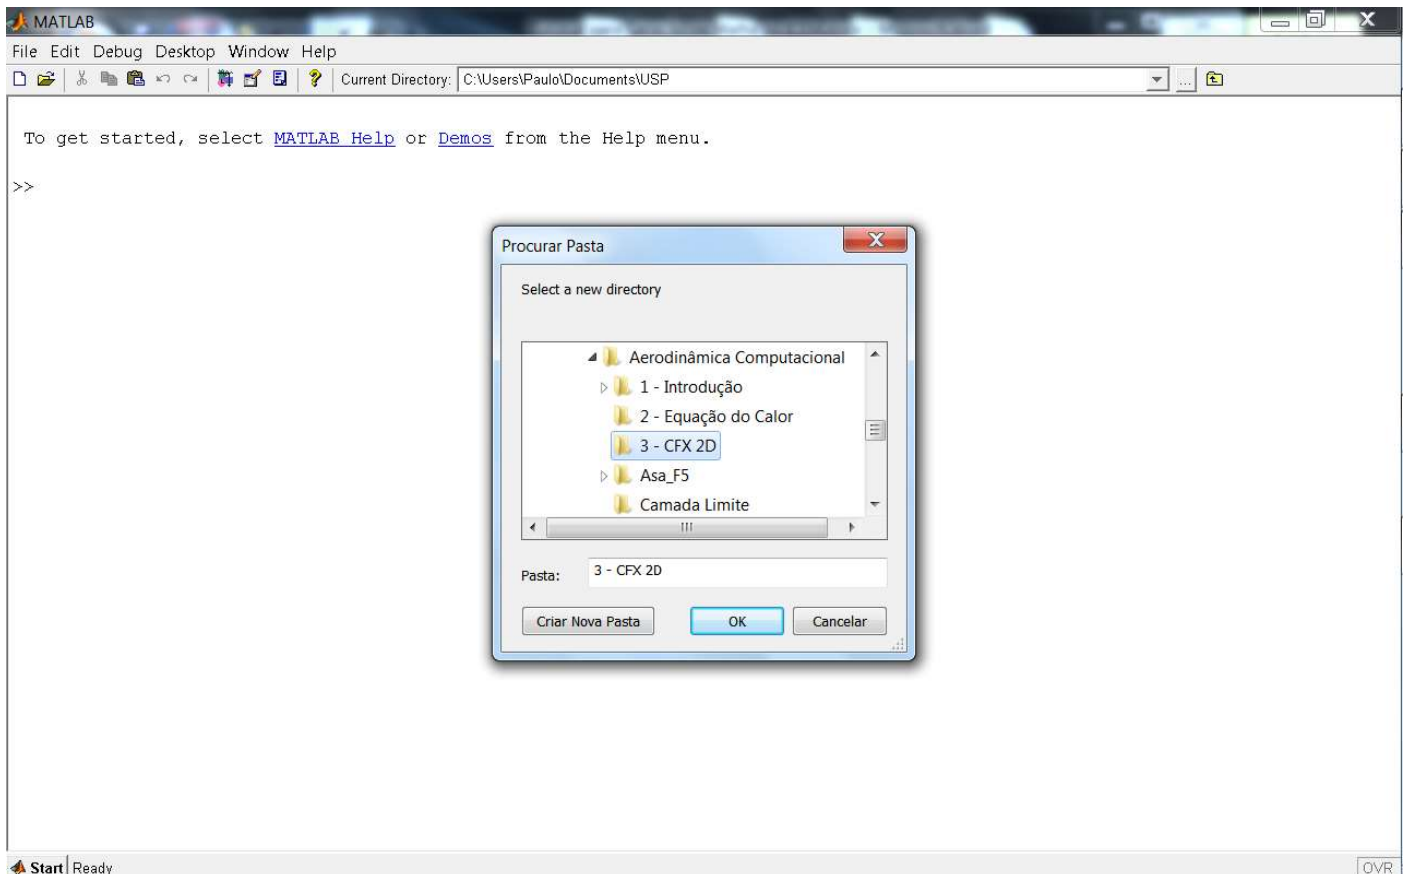 MATLAB
File Edit Debug Desktop Window Help
Current Directory: C:\Users\Paulo\Documents\USP ...
To get started, select MATLAB Help or Demos from the Help menu.
>>
Procurar Pasta
Select a new directory
Aerodinâmica Computacional
1 - Introdução
2 - Equação do Calor
3 - CFX 2D
Asa_F5
Camada Limite
Pasta: 3 - CFX 2D
Criar Nova Pasta OK Cancelar
Start Ready OVR